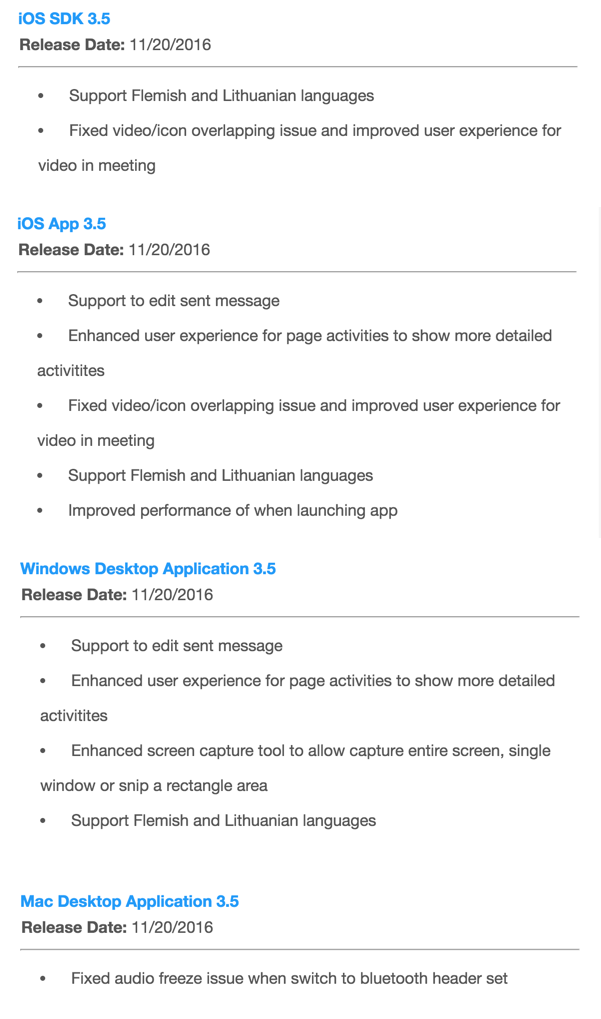 iOS SDK 3.5
Release Date: 11/20/2016
• Support Flemish and Lithuanian languages
• Fixed video/icon overlapping issue and improved user experience for
video in meeting
iOS App 3.5
Release Date: 11/20/2016
• Support to edit sent message
• Enhanced user experience for page activities to show more detailed
activitites
• Fixed video/icon overlapping issue and improved user experience for
video in meeting
• Support Flemish and Lithuanian languages
• Improved performance of when launching app
Windows Desktop Application 3.5
Release Date: 11/20/2016
• Support to edit sent message
• Enhanced user experience for page activities to show more detailed
activitites
• Enhanced screen capture tool to allow capture entire screen, single
window or snip a rectangle area
• Support Flemish and Lithuanian languages
Mac Desktop Application 3.5
Release Date: 11/20/2016
• Fixed audio freeze issue when switch to bluetooth header set